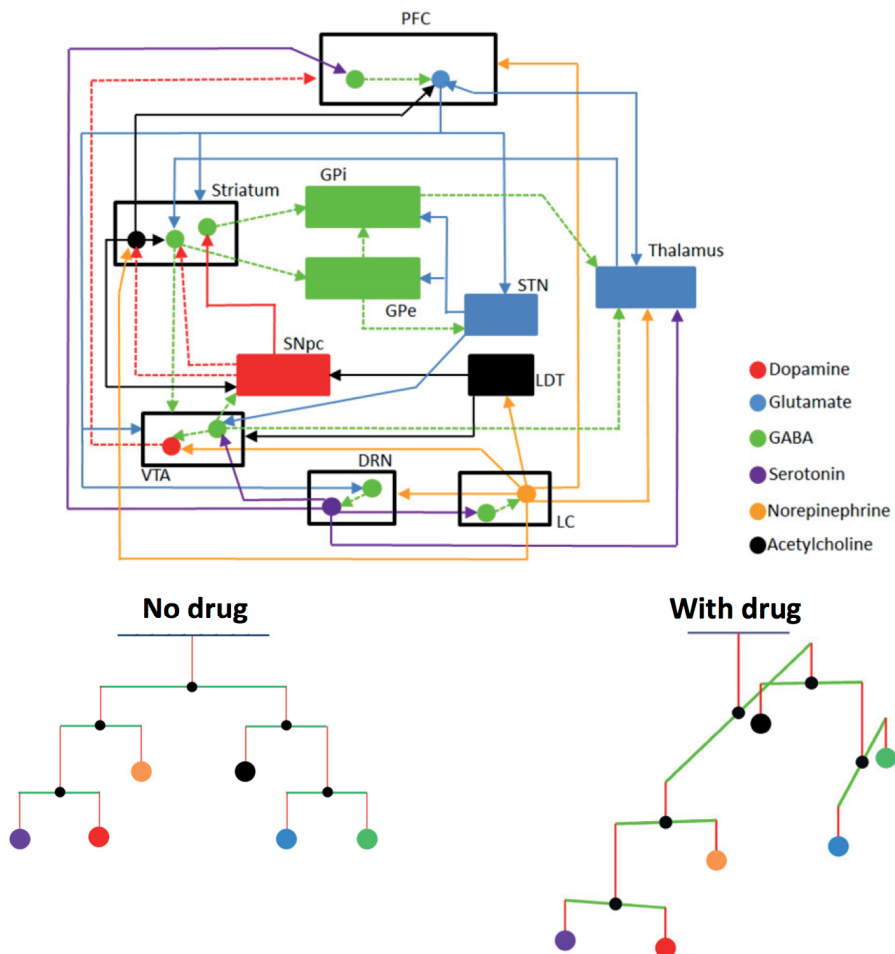 PFC
Striatum
GPi
Thalamus
GPe
STN
SNpc
LDT
VTA
DRN
LC
Dopamine
Glutamate
GABA
Serotonin
Norepinephrine
Acetylcholine
No drug
With drug